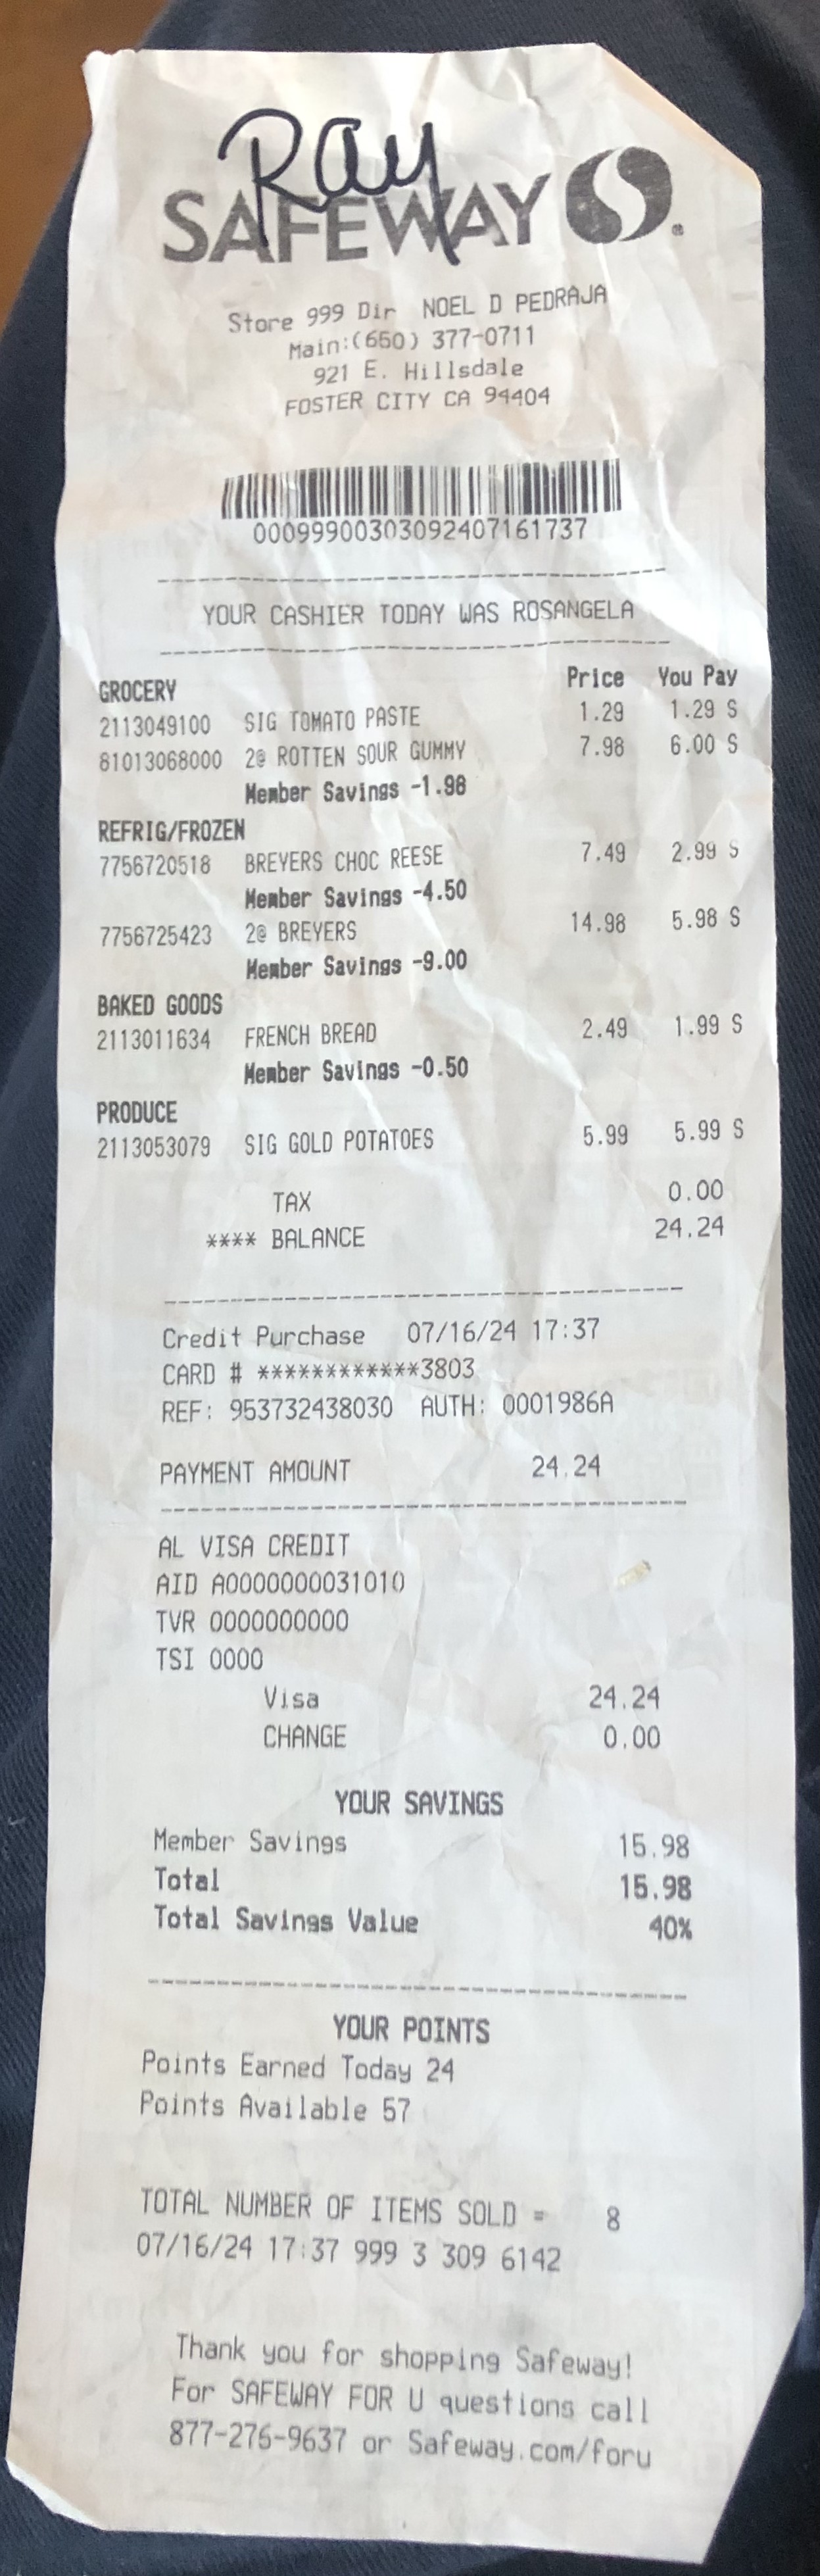 Ray
SAFEWAY
Store 999 Dir NOEL D PEDRAJA
Main:(650) 377-0711
921 E. Hillsdale
FOSTER CITY CA 94404
00099900303092407161737
YOUR CASHIER TODAY WAS ROSANGELA
Price You Pay
GROCERY
2113049100 SIG TOMATO PASTE 1.29 1.29 S
81013068000 2@ ROTTEN SOUR GUMMY 7.98 6.00 S
Member Savings -1.98
REFRIG/FROZEN
7756720518 BREYERS CHOC REESE 7.49 2.99 S
Member Savings -4.50
7756725423 2@ BREYERS 14.98 5.98 S
Member Savings -9.00
BAKED GOODS
2113011634 FRENCH BREAD 2.49 1.99 S
Member Savings -0.50
PRODUCE
2113053079 SIG GOLD POTATOES 5.99 5.99 S
TAX 0.00
**** BALANCE 24.24
Credit Purchase 07/16/24 17:37
CARD # ************3803
REF: 953732438030 AUTH: 0001986A
PAYMENT AMOUNT 24.24
AL VISA CREDIT
AID A0000000031010
TVR 0000000000
TSI 0000
Visa 24.24
CHANGE 0.00
YOUR SAVINGS
Member Savings 15.98
Total 15.98
Total Savings Value 40%
YOUR POINTS
Points Earned Today 24
Points Available 57
TOTAL NUMBER OF ITEMS SOLD = 8
07/16/24 17:37 999 3 309 6142
Thank you for shopping Safeway!
For SAFEWAY FOR U questions call
877-276-9637 or Safeway.com/foru